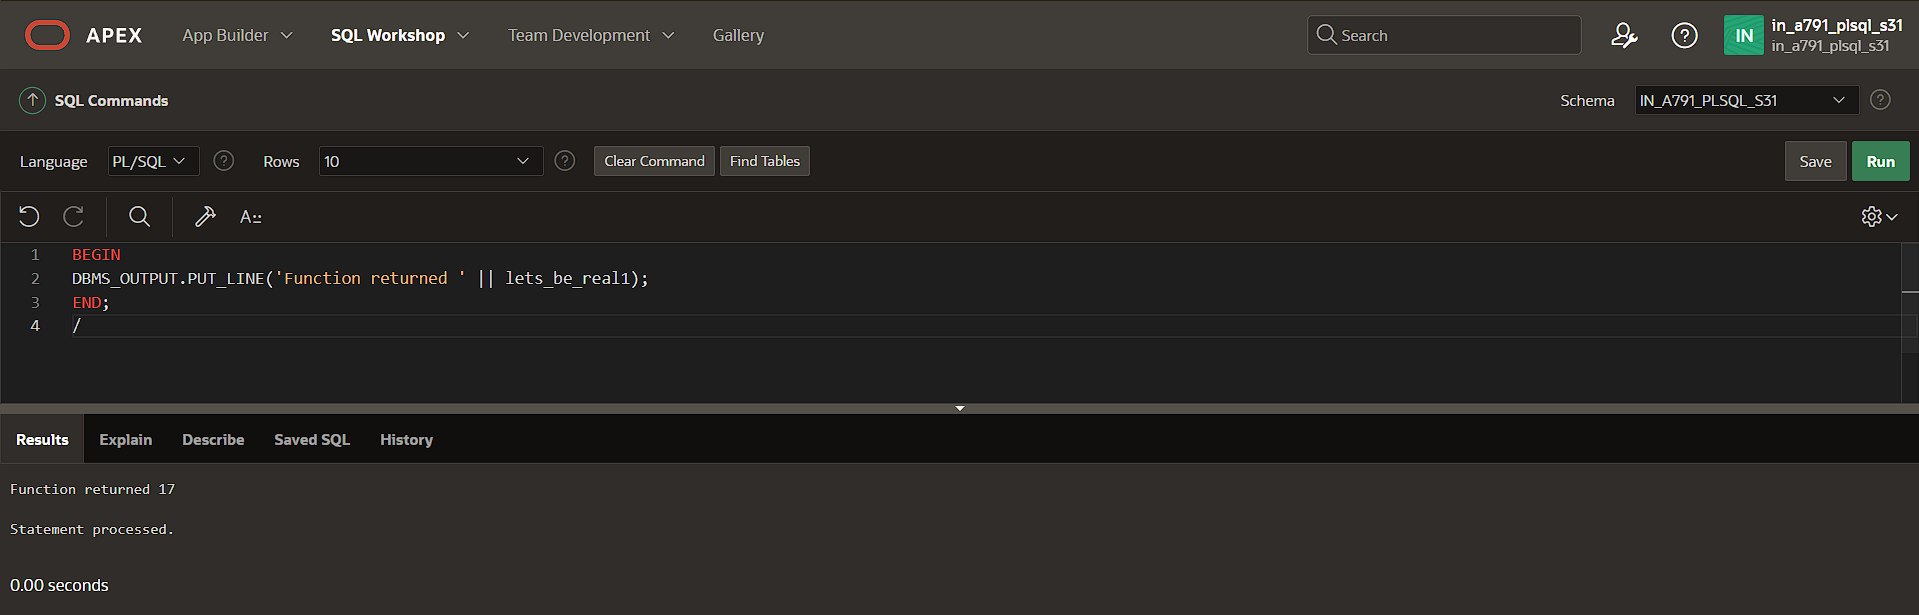 APEX App Builder SQL Workshop Team Development Gallery Search IN in_a791_plsql_s31
in_a791_plsql_s31
SQL Commands Schema IN_A791_PLSQL_S31 ?
Language PL/SQL ? Rows 10 ? Clear Command Find Tables Save Run
A::
1 BEGIN
2 DBMS_OUTPUT.PUT_LINE('Function returned ' || lets_be_real1);
3 END;
4 /
Results Explain Describe Saved SQL History
Function returned 17
Statement processed.
0.00 seconds